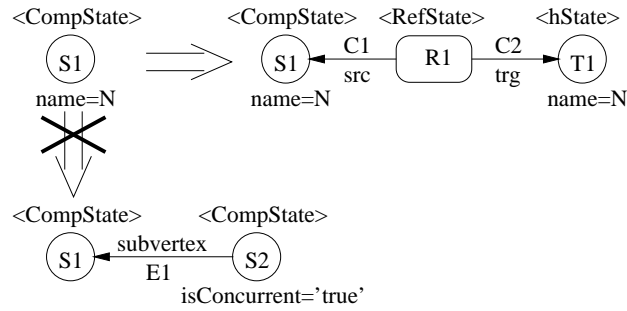 <CompState> <CompState> <RefState> <hState>
S1 S1 C1 src R1 C2 trg T1
name=N name=N name=N
<CompState> <CompState>
S1 subvertex E1 S2
isConcurrent='true'